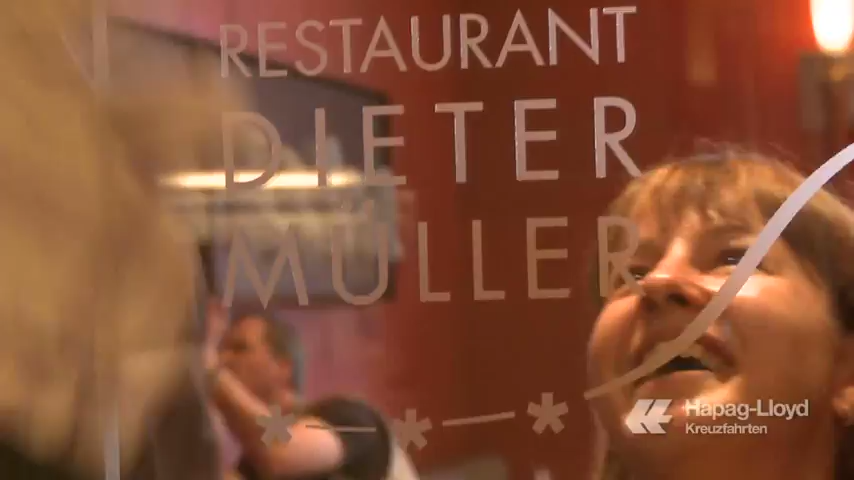 RESTAURANT
DIETER
MÜLLER
Hapag-Lloyd
Kreuzfahrten